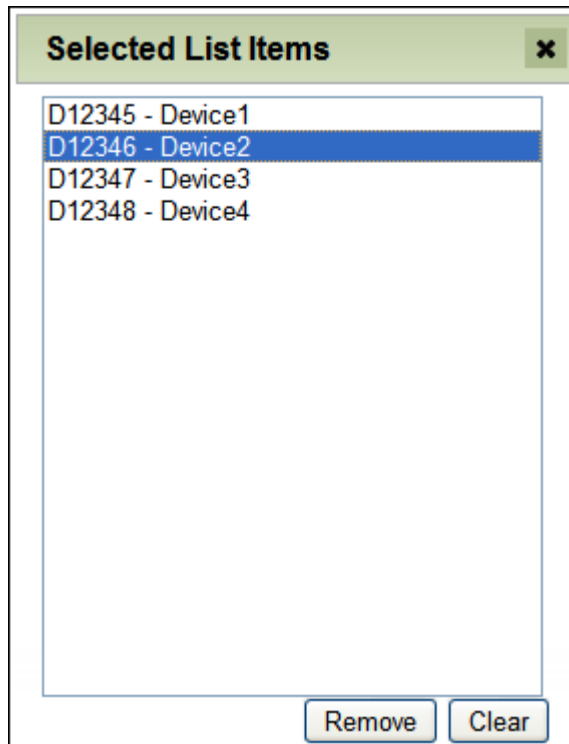 Selected List Items
D12345 - Device1
D12346 - Device2
D12347 - Device3
D12348 - Device4
Remove Clear